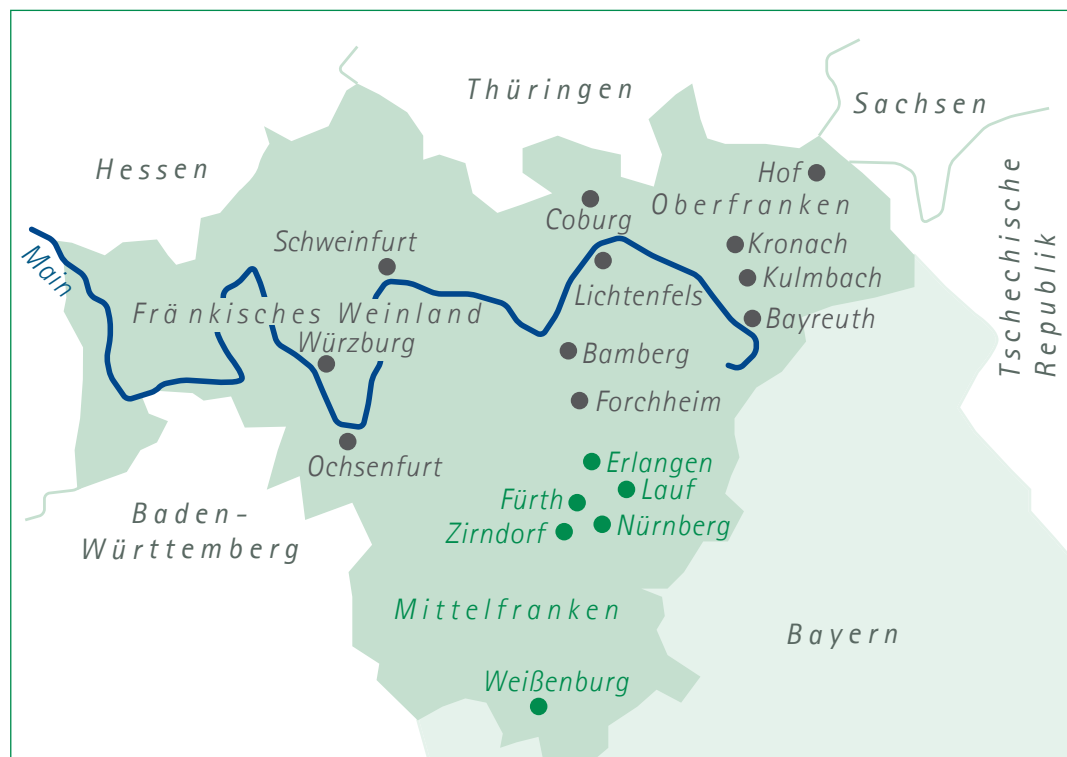 Thüringen
Sachsen
Hessen
Hof
Tschechische
Republik
Oberfranken
Coburg
Main
Schweinfurt
Kronach
Kulmbach
Lichtenfels
Fränkisches Weinland
Bayreuth
Würzburg
Bamberg
Forchheim
Ochsenfurt
Erlangen
Lauf
Fürth
Baden-
Württemberg
Nürnberg
Zirndorf
Mittelfranken
Bayern
Weißenburg